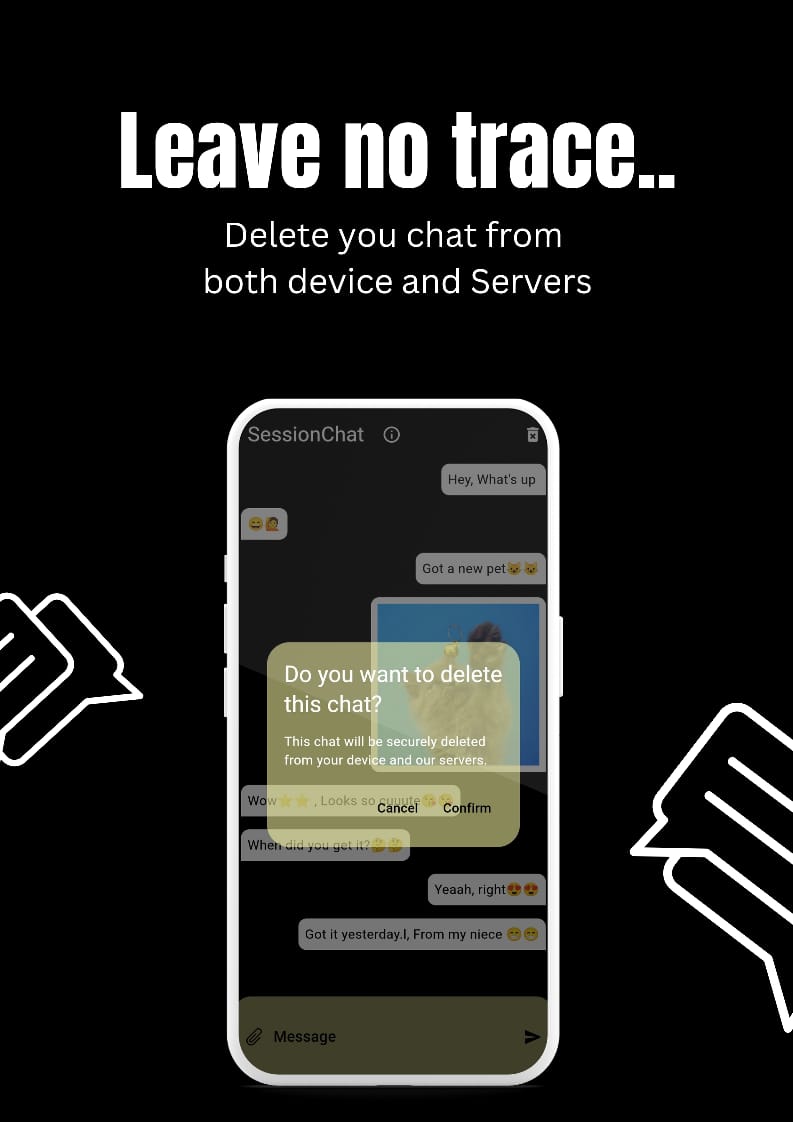 Leave no trace..
Delete you chat from
both device and Servers
SessionChat
Hey, What's up
😄🙋
Got a new pet😺😺
Do you want to delete
this chat?
This chat will be securely deleted
from your device and our servers.
Wow⭐⭐ , Looks so cuuute😘😘
Cancel Confirm
When did you get it?🤔🤔
Yeaah, right😍😍
Got it yesterday.I, From my niece 😁😁
Message